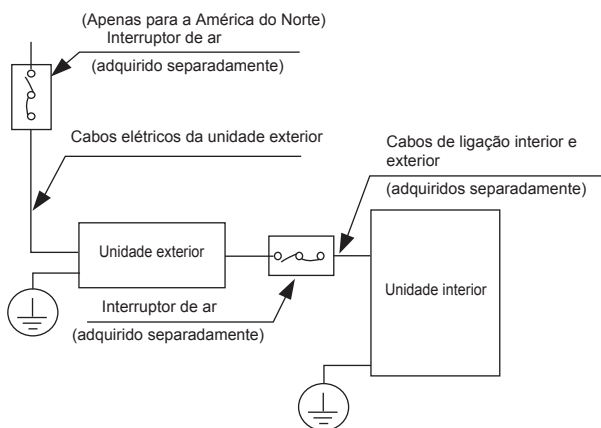 (Apenas para a América do Norte)
Interruptor de ar
(adquirido separadamente)
Cabos elétricos da unidade exterior
Cabos de ligação interior e
exterior
(adquiridos separadamente)
Unidade exterior
Unidade interior
Interruptor de ar
(adquirido separadamente)